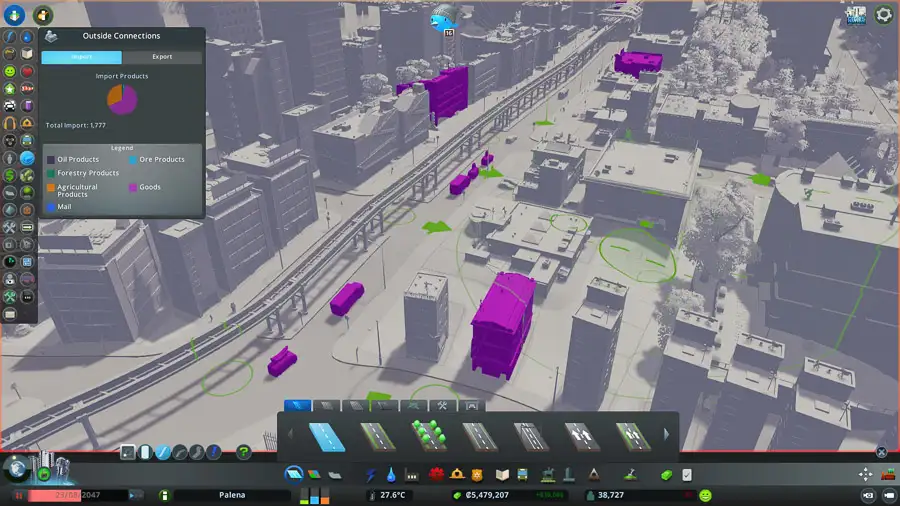 Outside Connections
16
Import
Export
Import Products
Total Import: 1,777
Legend
Oil Products
Ore Products
Forestry Products
Agricultural
Products
Goods
Mail
Palena
27.6°C
₡5,479,207
38,727